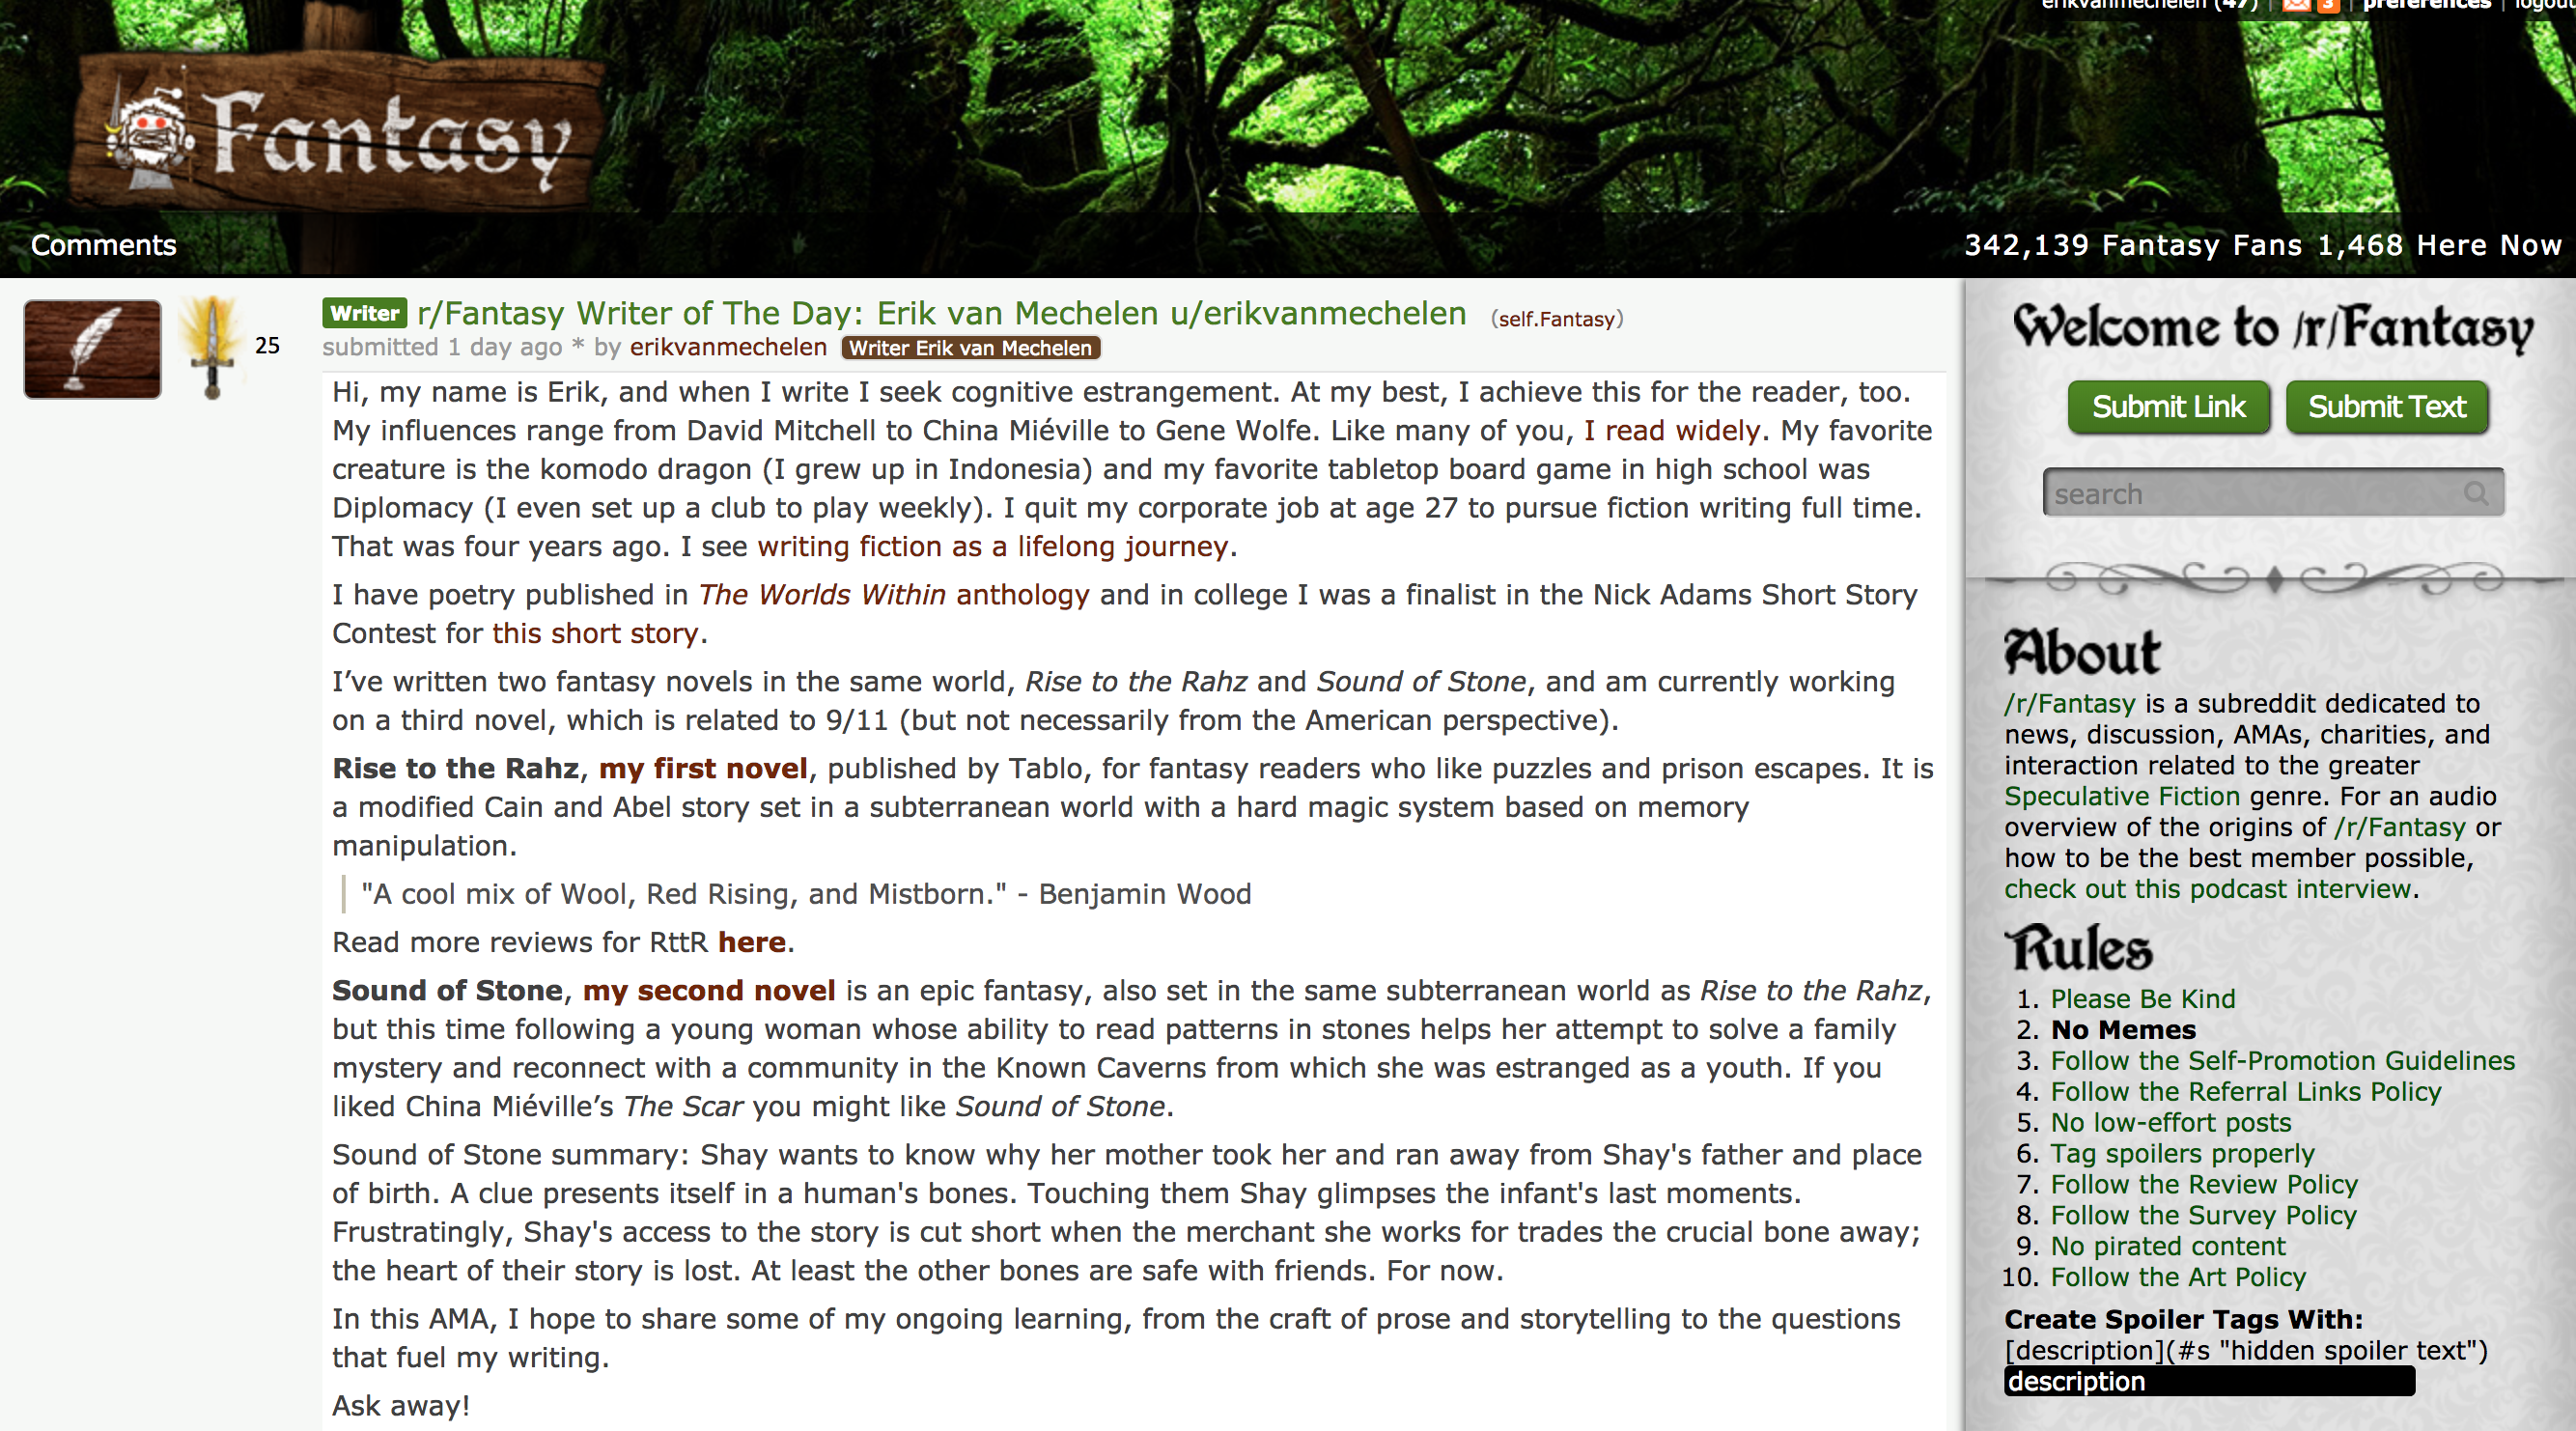 erikvanmechelen (47) | 3 | preferences | logout
Fantasy
Comments
342,139 Fantasy Fans 1,468 Here Now
25
Writer r/Fantasy Writer of The Day: Erik van Mechelen u/erikvanmechelen (self.Fantasy)
submitted 1 day ago * by erikvanmechelen Writer Erik van Mechelen
Hi, my name is Erik, and when I write I seek cognitive estrangement. At my best, I achieve this for the reader, too.
My influences range from David Mitchell to China Miéville to Gene Wolfe. Like many of you, I read widely. My favorite
creature is the komodo dragon (I grew up in Indonesia) and my favorite tabletop board game in high school was
Diplomacy (I even set up a club to play weekly). I quit my corporate job at age 27 to pursue fiction writing full time.
That was four years ago. I see writing fiction as a lifelong journey.
I have poetry published in The Worlds Within anthology and in college I was a finalist in the Nick Adams Short Story
Contest for this short story.
I’ve written two fantasy novels in the same world, Rise to the Rahz and Sound of Stone, and am currently working
on a third novel, which is related to 9/11 (but not necessarily from the American perspective).
Rise to the Rahz, my first novel, published by Tablo, for fantasy readers who like puzzles and prison escapes. It is
a modified Cain and Abel story set in a subterranean world with a hard magic system based on memory
manipulation.
"A cool mix of Wool, Red Rising, and Mistborn." - Benjamin Wood
Read more reviews for RttR here.
Sound of Stone, my second novel is an epic fantasy, also set in the same subterranean world as Rise to the Rahz,
but this time following a young woman whose ability to read patterns in stones helps her attempt to solve a family
mystery and reconnect with a community in the Known Caverns from which she was estranged as a youth. If you
liked China Miéville’s The Scar you might like Sound of Stone.
Sound of Stone summary: Shay wants to know why her mother took her and ran away from Shay's father and place
of birth. A clue presents itself in a human's bones. Touching them Shay glimpses the infant's last moments.
Frustratingly, Shay's access to the story is cut short when the merchant she works for trades the crucial bone away;
the heart of their story is lost. At least the other bones are safe with friends. For now.
In this AMA, I hope to share some of my ongoing learning, from the craft of prose and storytelling to the questions
that fuel my writing.
Ask away!
Welcome to /r/Fantasy
Submit Link Submit Text
search
About
/r/Fantasy is a subreddit dedicated to
news, discussion, AMAs, charities, and
interaction related to the greater
Speculative Fiction genre. For an audio
overview of the origins of /r/Fantasy or
how to be the best member possible,
check out this podcast interview.
Rules
1. Please Be Kind
2. No Memes
3. Follow the Self-Promotion Guidelines
4. Follow the Referral Links Policy
5. No low-effort posts
6. Tag spoilers properly
7. Follow the Review Policy
8. Follow the Survey Policy
9. No pirated content
10. Follow the Art Policy
Create Spoiler Tags With:
[description](#s "hidden spoiler text")
description